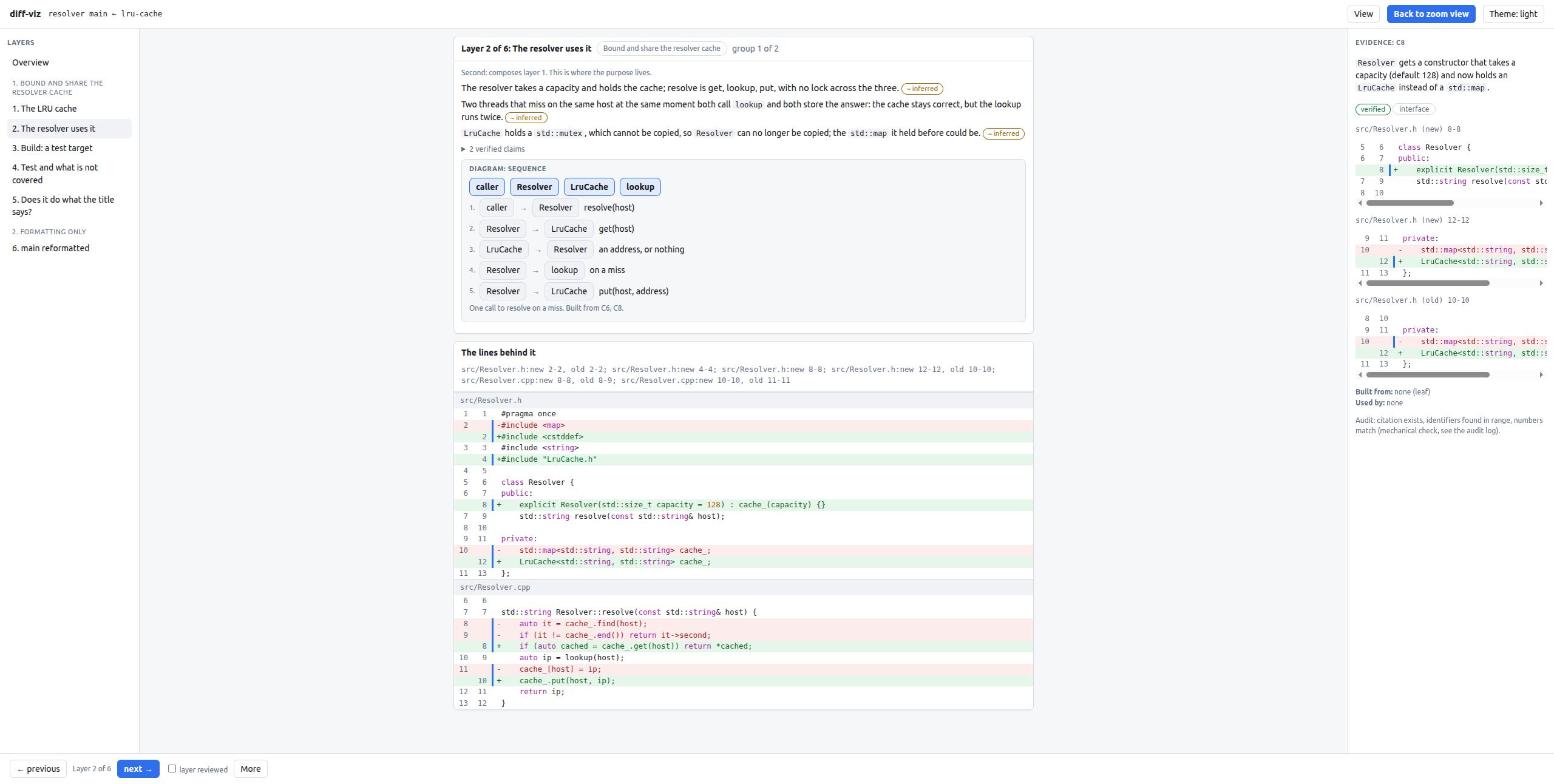 diff-viz resolver main ← lru-cache
View
Back to zoom view
Theme: light
LAYERS
Overview
1. BOUND AND SHARE THE
RESOLVER CACHE
1. The LRU cache
2. The resolver uses it
3. Build: a test target
4. Test and what is not
covered
5. Does it do what the title
says?
2. FORMATTING ONLY
6. main reformatted
Layer 2 of 6: The resolver uses it Bound and share the resolver cache group 1 of 2
Second: composes layer 1. This is where the purpose lives.
The resolver takes a capacity and holds the cache; resolve is get, lookup, put, with no lock across the three. ~ inferred
Two threads that miss on the same host at the same moment both call lookup and both store the answer: the cache stays correct, but the lookup
runs twice. ~ inferred
LruCache holds a std::mutex, which cannot be copied, so Resolver can no longer be copied; the std::map it held before could be. ~ inferred
▶ 2 verified claims
DIAGRAM: SEQUENCE
caller Resolver LruCache lookup
1. caller → Resolver resolve(host)
2. Resolver → LruCache get(host)
3. LruCache → Resolver an address, or nothing
4. Resolver → lookup on a miss
5. Resolver → LruCache put(host, address)
One call to resolve on a miss. Built from C6, C8.
The lines behind it
src/Resolver.h:new 2-2, old 2-2; src/Resolver.h:new 4-4; src/Resolver.h:new 8-8; src/Resolver.h:new 12-12, old 10-10;
src/Resolver.cpp:new 8-8, old 8-9; src/Resolver.cpp:new 10-10, old 11-11
src/Resolver.h
1 1 #pragma once
2 -#include <map>
2 +#include <cstddef>
3 3 #include <string>
4 +#include "LruCache.h"
4 5
5 6 class Resolver {
6 7 public:
8 + explicit Resolver(std::size_t capacity = 128) : cache_(capacity) {}
7 9 std::string resolve(const std::string& host);
8 10
9 11 private:
10 - std::map<std::string, std::string> cache_;
12 + LruCache<std::string, std::string> cache_;
11 13 };
src/Resolver.cpp
6 6
7 7 std::string Resolver::resolve(const std::string& host) {
8 - auto it = cache_.find(host);
9 - if (it != cache_.end()) return it->second;
8 + if (auto cached = cache_.get(host)) return *cached;
10 9 auto ip = lookup(host);
11 - cache_[host] = ip;
10 + cache_.put(host, ip);
12 11 return ip;
13 12 }
EVIDENCE: C8
Resolver gets a constructor that takes a
capacity (default 128) and now holds an
LruCache instead of a std::map.
verified interface
src/Resolver.h (new) 8-8
5 6 class Resolver {
6 7 public:
8 + explicit Resolver(std::size_t
7 9 std::string resolve(const std
8 10
src/Resolver.h (new) 12-12
9 11 private:
10 - std::map<std::string, std::s
12 + LruCache<std::string, std::s
11 13 };
src/Resolver.h (old) 10-10
8 10
9 11 private:
10 - std::map<std::string, std::s
12 + LruCache<std::string, std::s
11 13 };
Built from: none (leaf)
Used by: none
Audit: citation exists, identifiers found in range, numbers
match (mechanical check, see the audit log).
← previous Layer 2 of 6 next → layer reviewed More